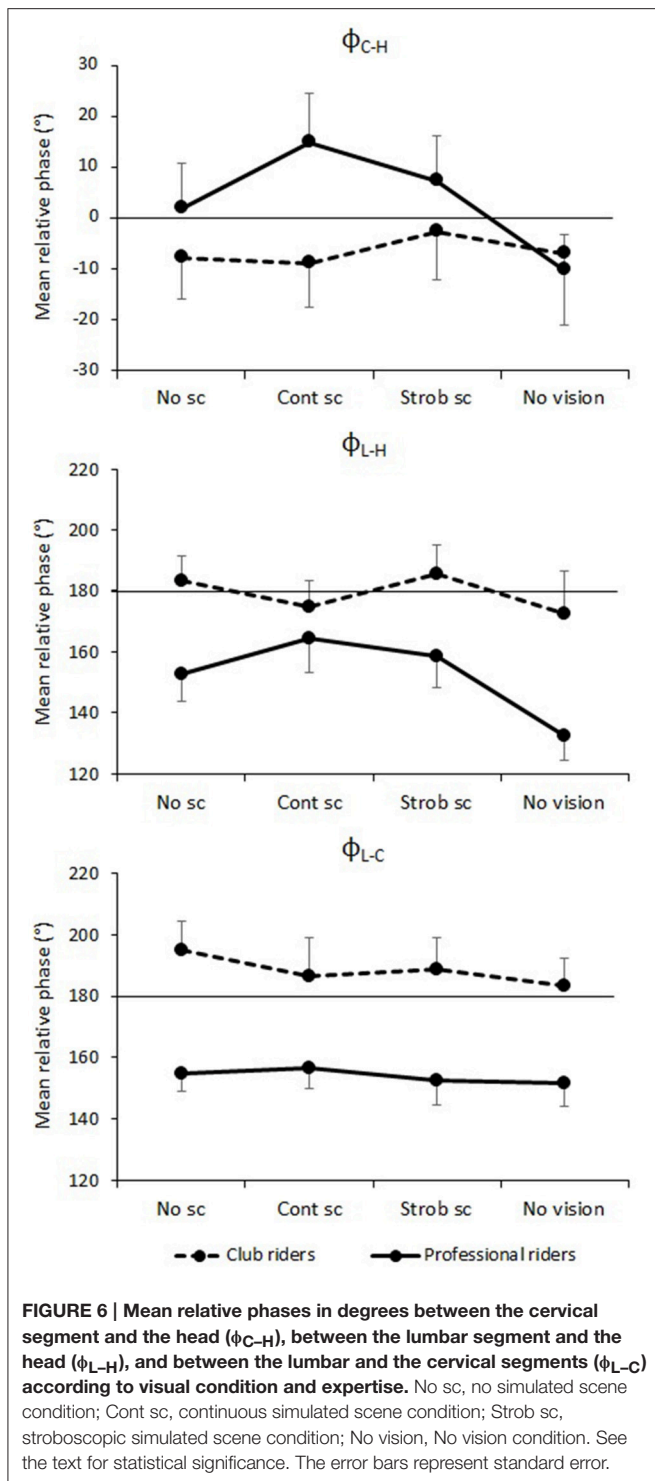 ϕC-H
30
20
10
0
-10
-20
-30
Mean relative phase (°)
No sc Cont sc Strob sc No vision
ϕL-H
220
200
180
160
140
120
Mean relative phase (°)
No sc Cont sc Strob sc No vision
ϕL-C
220
200
180
160
140
120
Mean relative phase (°)
No sc Cont sc Strob sc No vision
Club riders Professional riders
FIGURE 6 | Mean relative phases in degrees between the cervical
segment and the head (ϕC–H), between the lumbar segment and the
head (ϕL–H), and between the lumbar and the cervical segments (ϕL–C)
according to visual condition and expertise. No sc, no simulated scene
condition; Cont sc, continuous simulated scene condition; Strob sc,
stroboscopic simulated scene condition; No vision, No vision condition. See
the text for statistical significance. The error bars represent standard error.